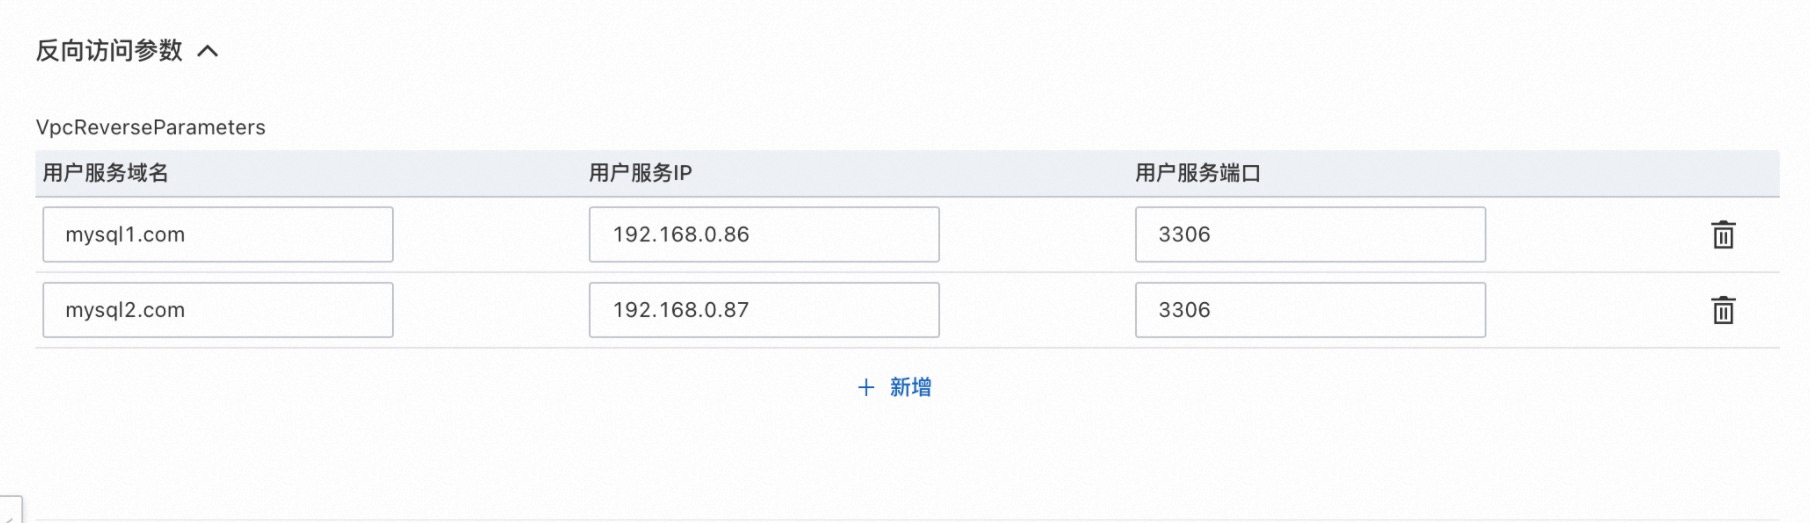 反向访问参数
VpcReverseParameters
用户服务域名 用户服务IP 用户服务端口
mysql1.com 192.168.0.86 3306
mysql2.com 192.168.0.87 3306
+ 新增